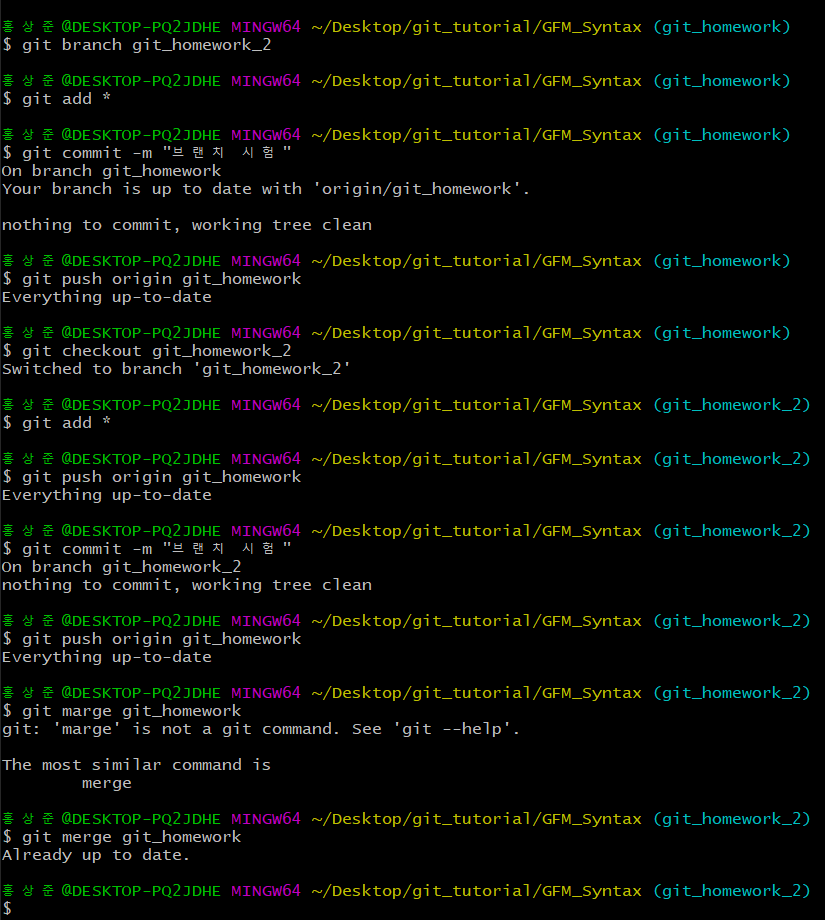 홍상준@DESKTOP-PQ2JDHE MINGW64 ~/Desktop/git_tutorial/GFM_Syntax (git_homework)
$ git branch git_homework_2
홍상준@DESKTOP-PQ2JDHE MINGW64 ~/Desktop/git_tutorial/GFM_Syntax (git_homework)
$ git add *
홍상준@DESKTOP-PQ2JDHE MINGW64 ~/Desktop/git_tutorial/GFM_Syntax (git_homework)
$ git commit -m "브랜치 시험"
On branch git_homework
Your branch is up to date with 'origin/git_homework'.
nothing to commit, working tree clean
홍상준@DESKTOP-PQ2JDHE MINGW64 ~/Desktop/git_tutorial/GFM_Syntax (git_homework)
$ git push origin git_homework
Everything up-to-date
홍상준@DESKTOP-PQ2JDHE MINGW64 ~/Desktop/git_tutorial/GFM_Syntax (git_homework)
$ git checkout git_homework_2
Switched to branch 'git_homework_2'
홍상준@DESKTOP-PQ2JDHE MINGW64 ~/Desktop/git_tutorial/GFM_Syntax (git_homework_2)
$ git add *
홍상준@DESKTOP-PQ2JDHE MINGW64 ~/Desktop/git_tutorial/GFM_Syntax (git_homework_2)
$ git push origin git_homework
Everything up-to-date
홍상준@DESKTOP-PQ2JDHE MINGW64 ~/Desktop/git_tutorial/GFM_Syntax (git_homework_2)
$ git commit -m "브랜치 시험"
On branch git_homework_2
nothing to commit, working tree clean
홍상준@DESKTOP-PQ2JDHE MINGW64 ~/Desktop/git_tutorial/GFM_Syntax (git_homework_2)
$ git push origin git_homework
Everything up-to-date
홍상준@DESKTOP-PQ2JDHE MINGW64 ~/Desktop/git_tutorial/GFM_Syntax (git_homework_2)
$ git marge git_homework
git: 'marge' is not a git command. See 'git --help'.
The most similar command is
merge
홍상준@DESKTOP-PQ2JDHE MINGW64 ~/Desktop/git_tutorial/GFM_Syntax (git_homework_2)
$ git merge git_homework
Already up to date.
홍상준@DESKTOP-PQ2JDHE MINGW64 ~/Desktop/git_tutorial/GFM_Syntax (git_homework_2)
$